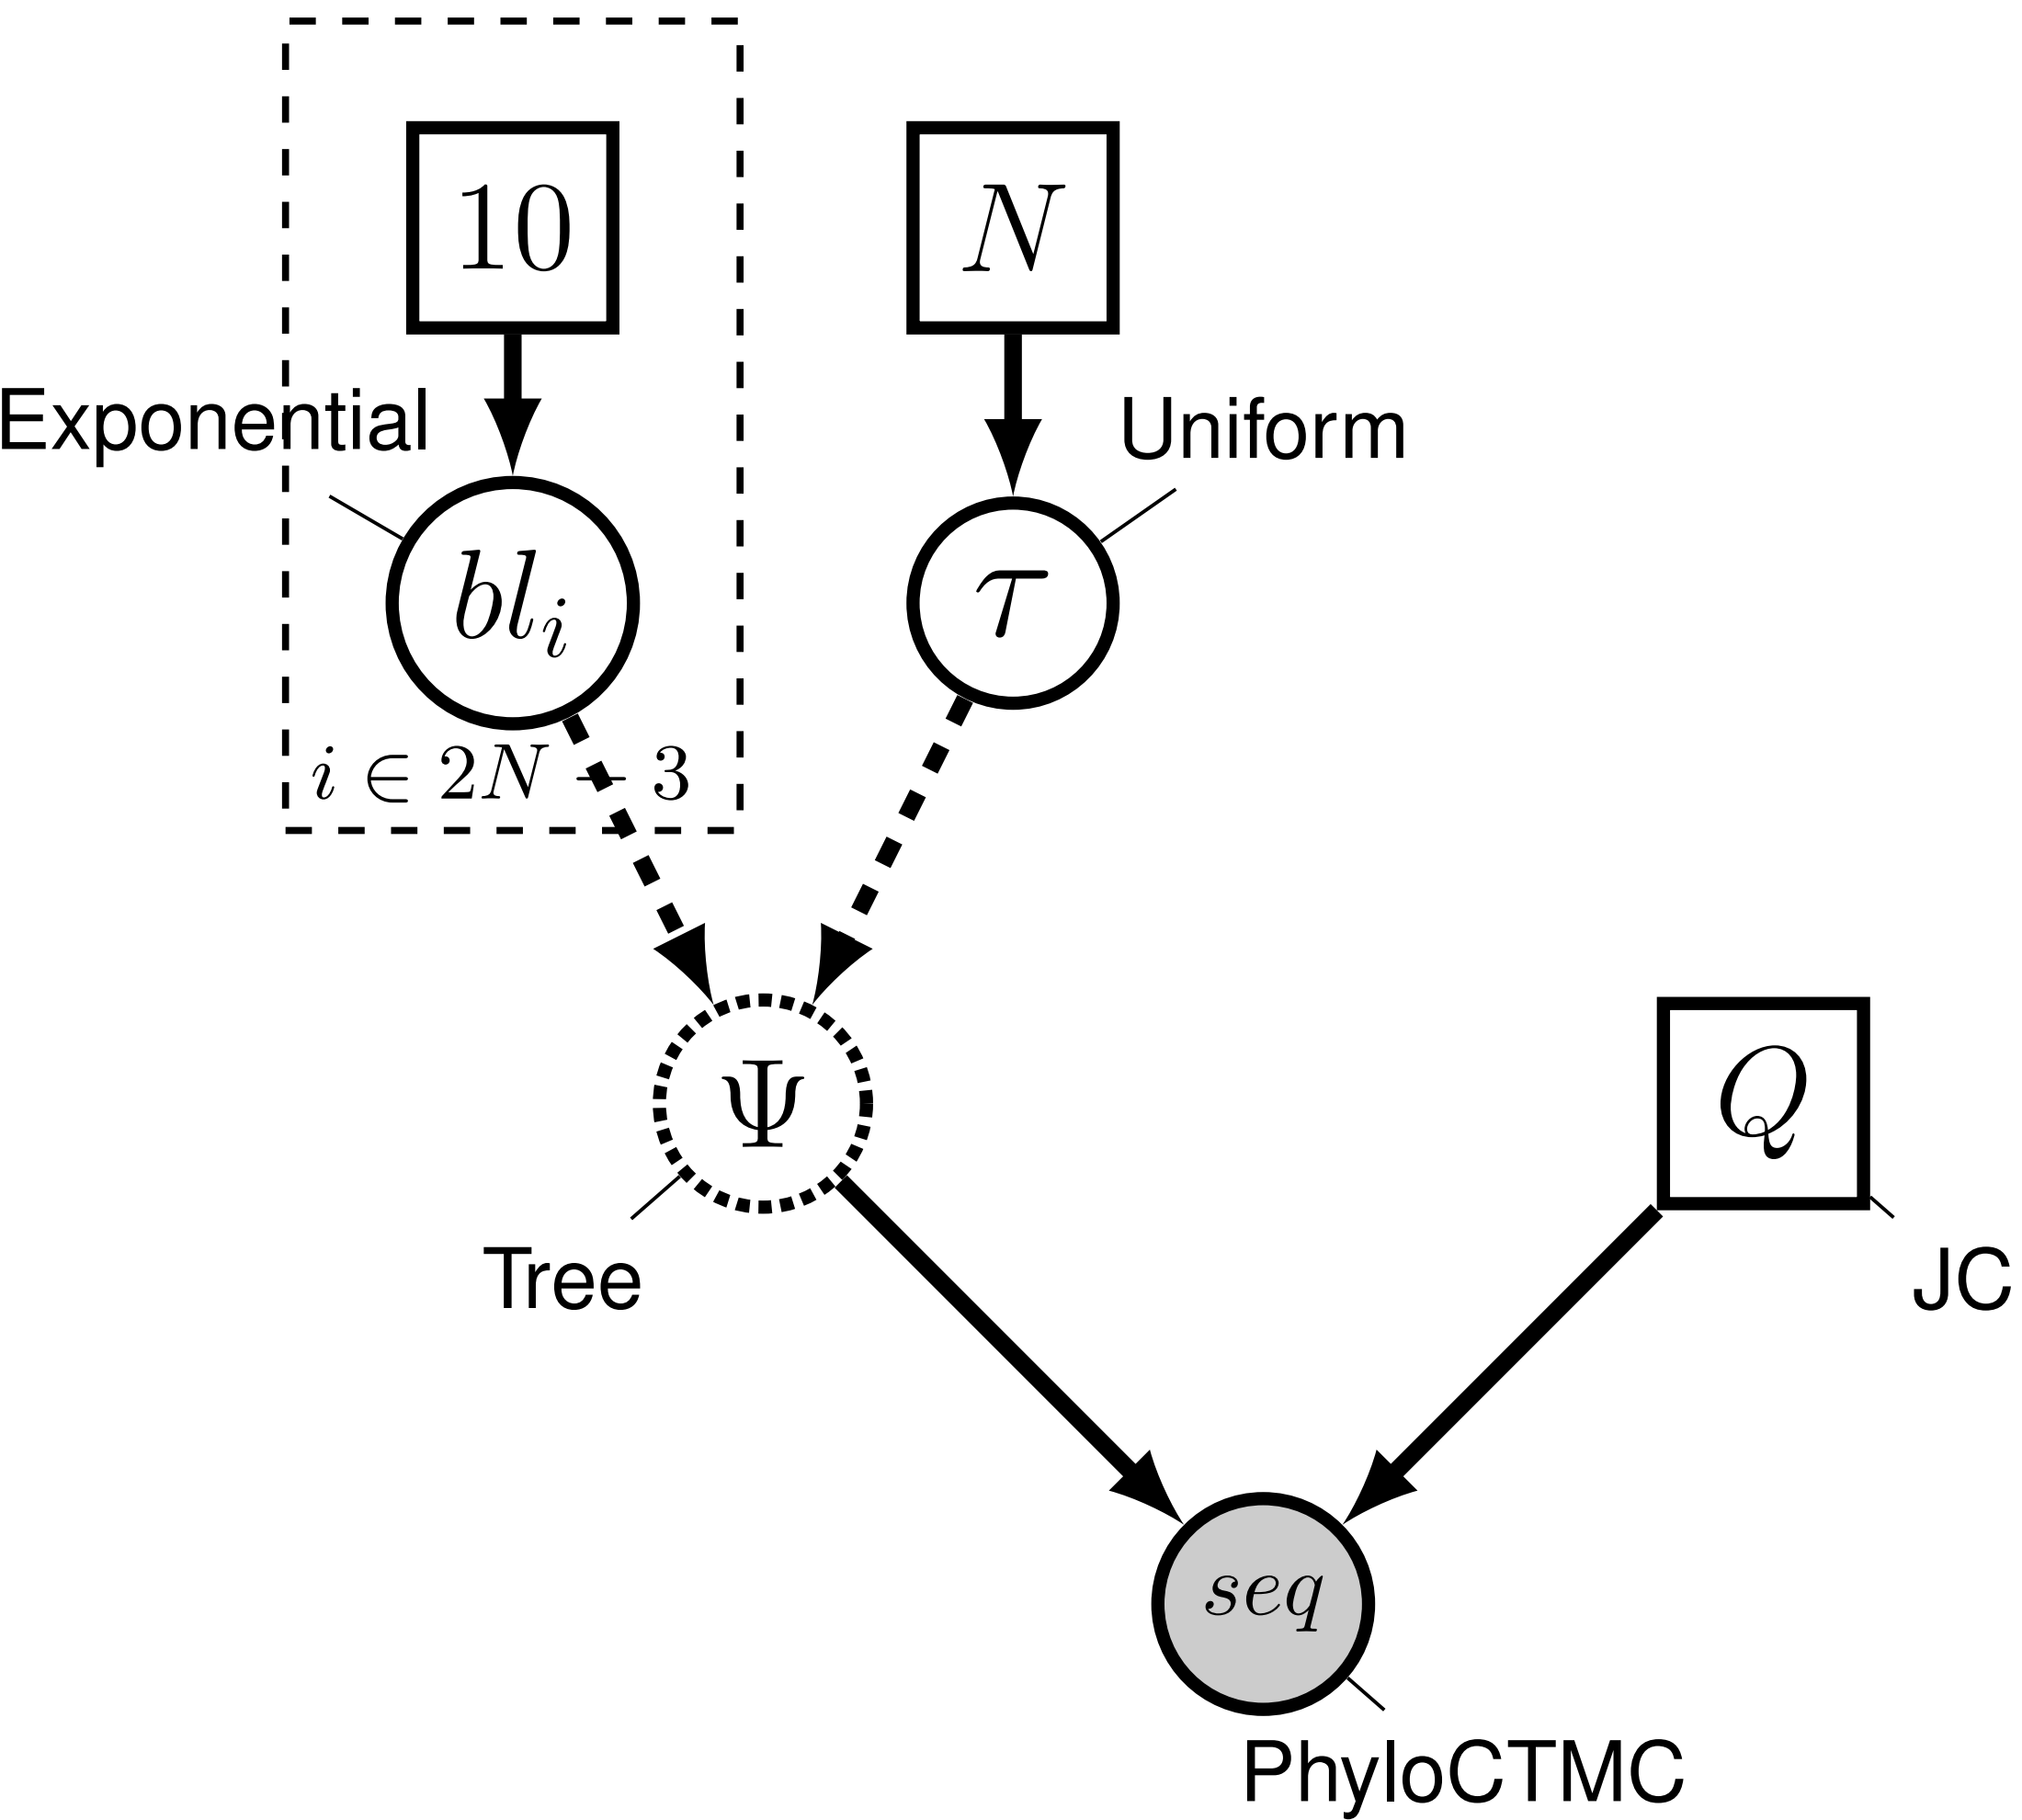 10
N
Exponential
Uniform
bl_i
τ
i ∈ 2N − 3
Ψ
Q
Tree
JC
seq
PhyloCTMC